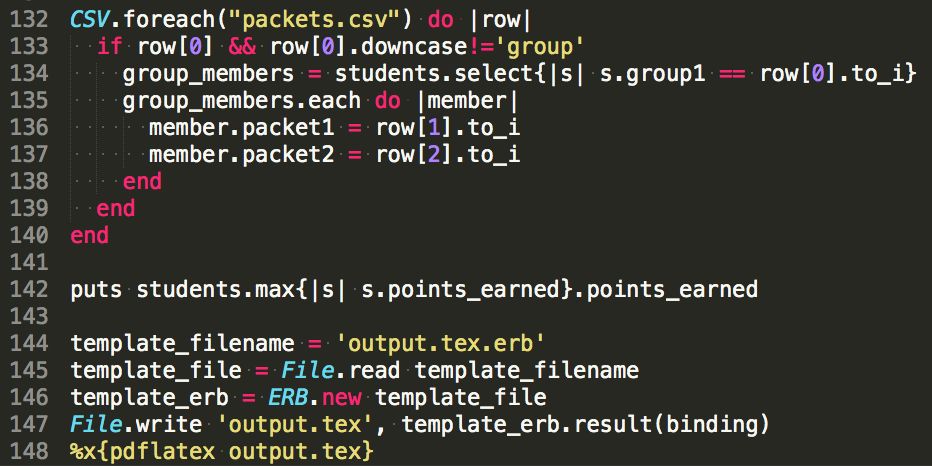 132 CSV.foreach("packets.csv") do |row|
133   if row[0] && row[0].downcase!='group'
134     group_members = students.select{|s| s.group1 == row[0].to_i}
135     group_members.each do |member|
136       member.packet1 = row[1].to_i
137       member.packet2 = row[2].to_i
138     end
139   end
140 end
141
142 puts students.max{|s| s.points_earned}.points_earned
143
144 template_filename = 'output.tex.erb'
145 template_file = File.read template_filename
146 template_erb = ERB.new template_file
147 File.write 'output.tex', template_erb.result(binding)
148 %x{pdflatex output.tex}